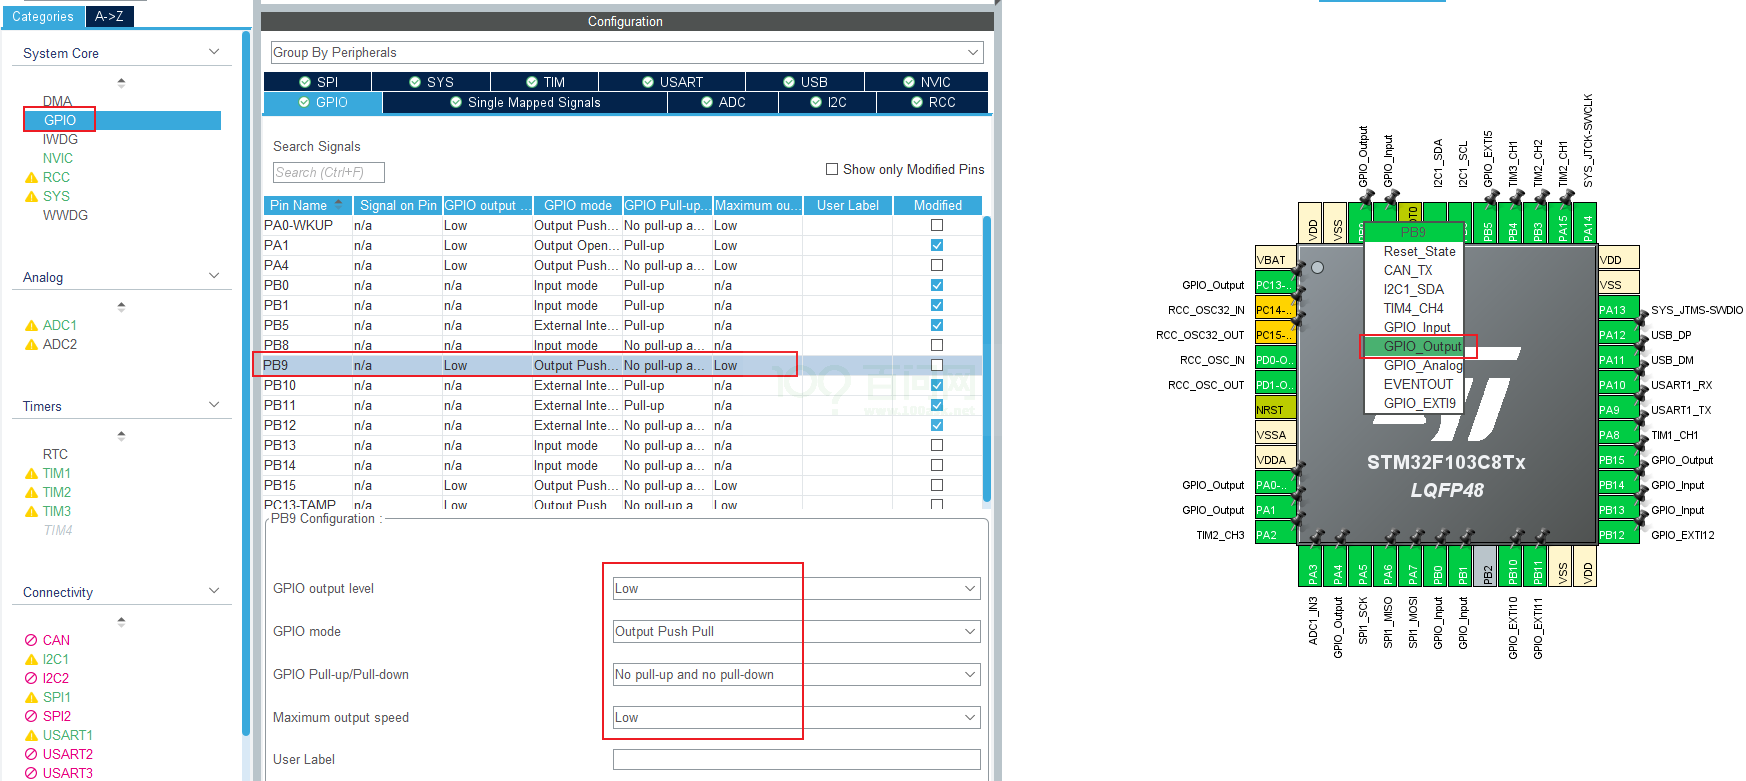 Categories
A->Z
System Core
DMA
GPIO
IWDG
NVIC
RCC
SYS
WWDG
Analog
ADC1
ADC2
Timers
RTC
TIM1
TIM2
TIM3
TIM4
Connectivity
CAN
I2C1
I2C2
SPI1
SPI2
USART1
USART2
USART3
Configuration
Group By Peripherals
SPI SYS TIM USART USB NVIC
GPIO Single Mapped Signals ADC I2C RCC
Search Signals
Search (Ctrl+F)
Show only Modified Pins
Pin Name Signal on Pin GPIO output ... GPIO mode GPIO Pull-up... Maximum ou... User Label Modified
PA0-WKUP n/a Low Output Push... No pull-up a... Low
PA1 n/a Low Output Open... Pull-up Low
PA4 n/a Low Output Push... No pull-up a... Low
PB0 n/a n/a Input mode Pull-up n/a
PB1 n/a n/a Input mode Pull-up n/a
PB5 n/a n/a External Inte... Pull-up n/a
PB8 n/a n/a Input mode No pull-up a... n/a
PB9 n/a Low Output Push... No pull-up a... Low
PB10 n/a n/a External Inte... Pull-up n/a
PB11 n/a n/a External Inte... Pull-up n/a
PB12 n/a n/a External Inte... Pull-up n/a
PB13 n/a n/a Input mode No pull-up a... n/a
PB14 n/a n/a Input mode No pull-up a... n/a
PB15 n/a Low Output Push... No pull-up a... Low
PC13-TAMP n/a Low Output Push No pull-up a Low
百问网
PB9 Configuration :
GPIO output level Low
GPIO mode Output Push Pull
GPIO Pull-up/Pull-down No pull-up and no pull-down
Maximum output speed Low
User Label
GPIO_Output
GPIO_Input
I2C1_SDA
I2C1_SCL
GPIO_EXTI5
TIM3_CH1
TIM2_CH2
TIM2_CH1
SYS_JTCK-SWCLK
VDD
VSS
PB5
PB4
PB3
PA15
PA14
PB9
Reset_State
CAN_TX
I2C1_SDA
TIM4_CH4
GPIO_Input
GPIO_Output
GPIO_Analog
EVENTOUT
GPIO_EXTI9
VBAT
GPIO_Output PC13-..
RCC_OSC32_IN PC14-..
RCC_OSC32_OUT PC15-..
RCC_OSC_IN PD0-O..
RCC_OSC_OUT PD1-O..
NRST
VSSA
VDDA
GPIO_Output PA0-..
GPIO_Output PA1
TIM2_CH3 PA2
STM32F103C8Tx
LQFP48
VDD
VSS
PA13 SYS_JTMS-SWDIO
PA12 USB_DP
PA11 USB_DM
PA10 USART1_RX
PA9 USART1_TX
PA8 TIM1_CH1
PB15 GPIO_Output
PB14 GPIO_Input
PB13 GPIO_Input
PB12 GPIO_EXTI12
PA3
PA4
PA5
PA6
PA7
PB0
PB1
PB2
PB10
PB11
VSS
VDD
ADC1_IN3
GPIO_Output
SPI1_SCK
SPI1_MISO
SPI1_MOSI
GPIO_Input
GPIO_Input
GPIO_EXTI10
GPIO_EXTI11